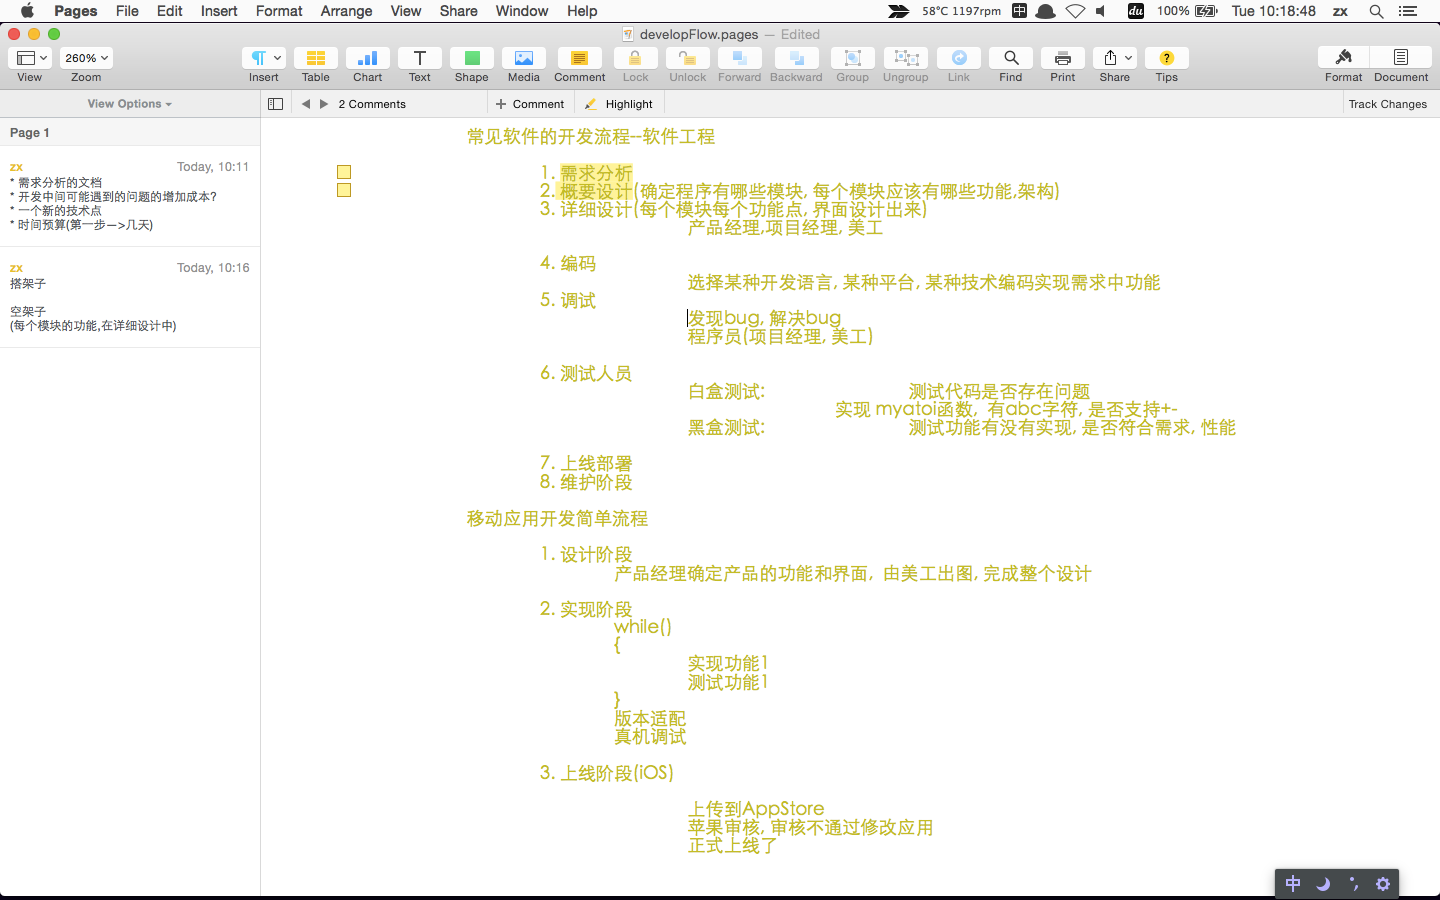 Pages File Edit Insert Format Arrange View Share Window Help 58°C 1197rpm 中 du 100% Tue 10:18:48 zx
developFlow.pages — Edited
260%
View Zoom Insert Table Chart Text Shape Media Comment Lock Unlock Forward Backward Group Ungroup Link Find Print Share Tips Format Document
View Options 2 Comments + Comment Highlight Track Changes
Page 1
zx Today, 10:11
* 需求分析的文档
* 开发中间可能遇到的问题的增加成本?
* 一个新的技术点
* 时间预算(第一步—>几天)
zx Today, 10:16
搭架子
空架子
(每个模块的功能,在详细设计中)
常见软件的开发流程--软件工程
1. 需求分析
2. 概要设计(确定程序有哪些模块, 每个模块应该有哪些功能,架构)
3. 详细设计(每个模块每个功能点, 界面设计出来)
产品经理,项目经理, 美工
4. 编码
选择某种开发语言, 某种平台, 某种技术编码实现需求中功能
5. 调试
发现bug, 解决bug
程序员(项目经理, 美工)
6. 测试人员
白盒测试: 测试代码是否存在问题
实现 myatoi函数, 有abc字符, 是否支持+-
黑盒测试: 测试功能有没有实现, 是否符合需求, 性能
7. 上线部署
8. 维护阶段
移动应用开发简单流程
1. 设计阶段
产品经理确定产品的功能和界面, 由美工出图, 完成整个设计
2. 实现阶段
while()
{
实现功能1
测试功能1
}
版本适配
真机调试
3. 上线阶段(iOS)
上传到AppStore
苹果审核, 审核不通过修改应用
正式上线了
中